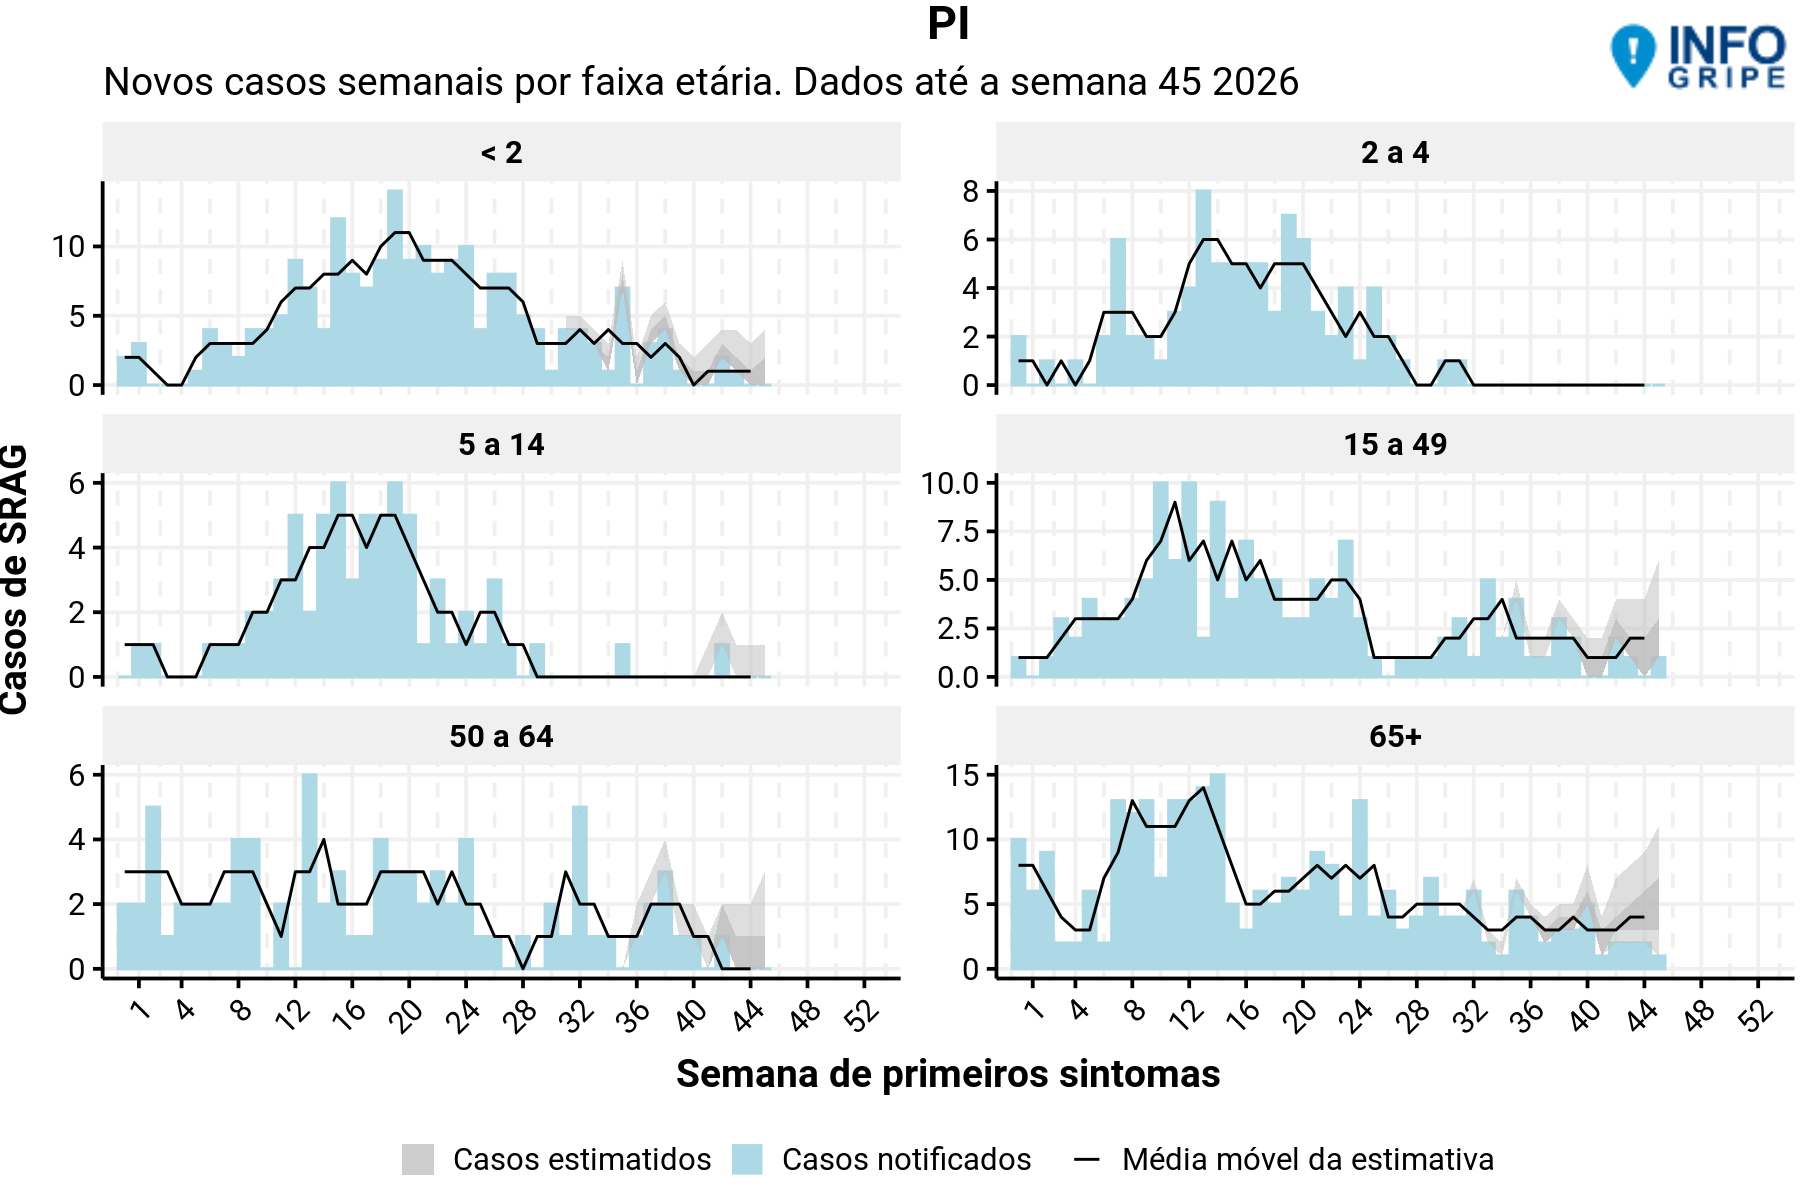 PI
INFO
GRIPE
Novos casos semanais por faixa etária. Dados até a semana 45 2026
< 2
2 a 4
10
5
0
8
6
4
2
0
5 a 14
15 a 49
6
4
2
0
10.0
7.5
5.0
2.5
0.0
Casos de SRAG
50 a 64
65+
6
4
2
0
15
10
5
0
1 4 8 12 16 20 24 28 32 36 40 44 48 52
1 4 8 12 16 20 24 28 32 36 40 44 48 52
Semana de primeiros sintomas
Casos estimatidos Casos notificados Média móvel da estimativa